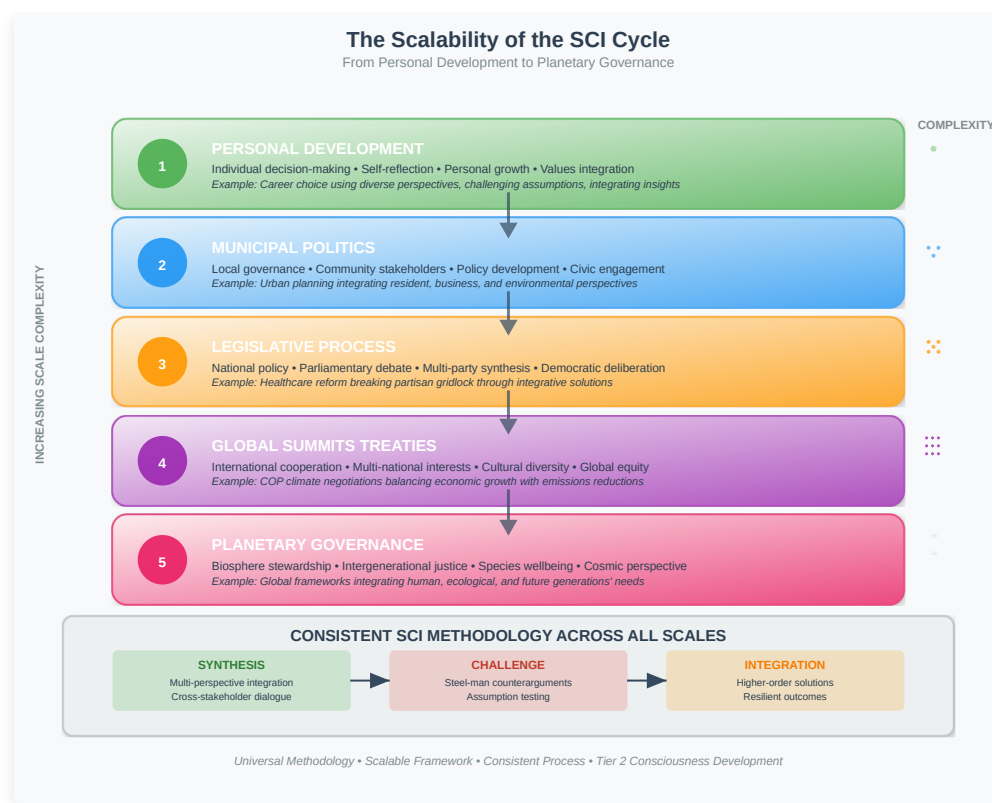 The Scalability of the SCI Cycle
From Personal Development to Planetary Governance
COMPLEXITY
INCREASING SCALE COMPLEXITY
1
PERSONAL DEVELOPMENT
Individual decision-making • Self-reflection • Personal growth • Values integration
Example: Career choice using diverse perspectives, challenging assumptions, integrating insights
2
MUNICIPAL POLITICS
Local governance • Community stakeholders • Policy development • Civic engagement
Example: Urban planning integrating resident, business, and environmental perspectives
3
LEGISLATIVE PROCESS
National policy • Parliamentary debate • Multi-party synthesis • Democratic deliberation
Example: Healthcare reform breaking partisan gridlock through integrative solutions
4
GLOBAL SUMMITS TREATIES
International cooperation • Multi-national interests • Cultural diversity • Global equity
Example: COP climate negotiations balancing economic growth with emissions reductions
5
PLANETARY GOVERNANCE
Biosphere stewardship • Intergenerational justice • Species wellbeing • Cosmic perspective
Example: Global frameworks integrating human, ecological, and future generations' needs
CONSISTENT SCI METHODOLOGY ACROSS ALL SCALES
SYNTHESIS
Multi-perspective integration
Cross-stakeholder dialogue
CHALLENGE
Steel-man counterarguments
Assumption testing
INTEGRATION
Higher-order solutions
Resilient outcomes
Universal Methodology • Scalable Framework • Consistent Process • Tier 2 Consciousness Development